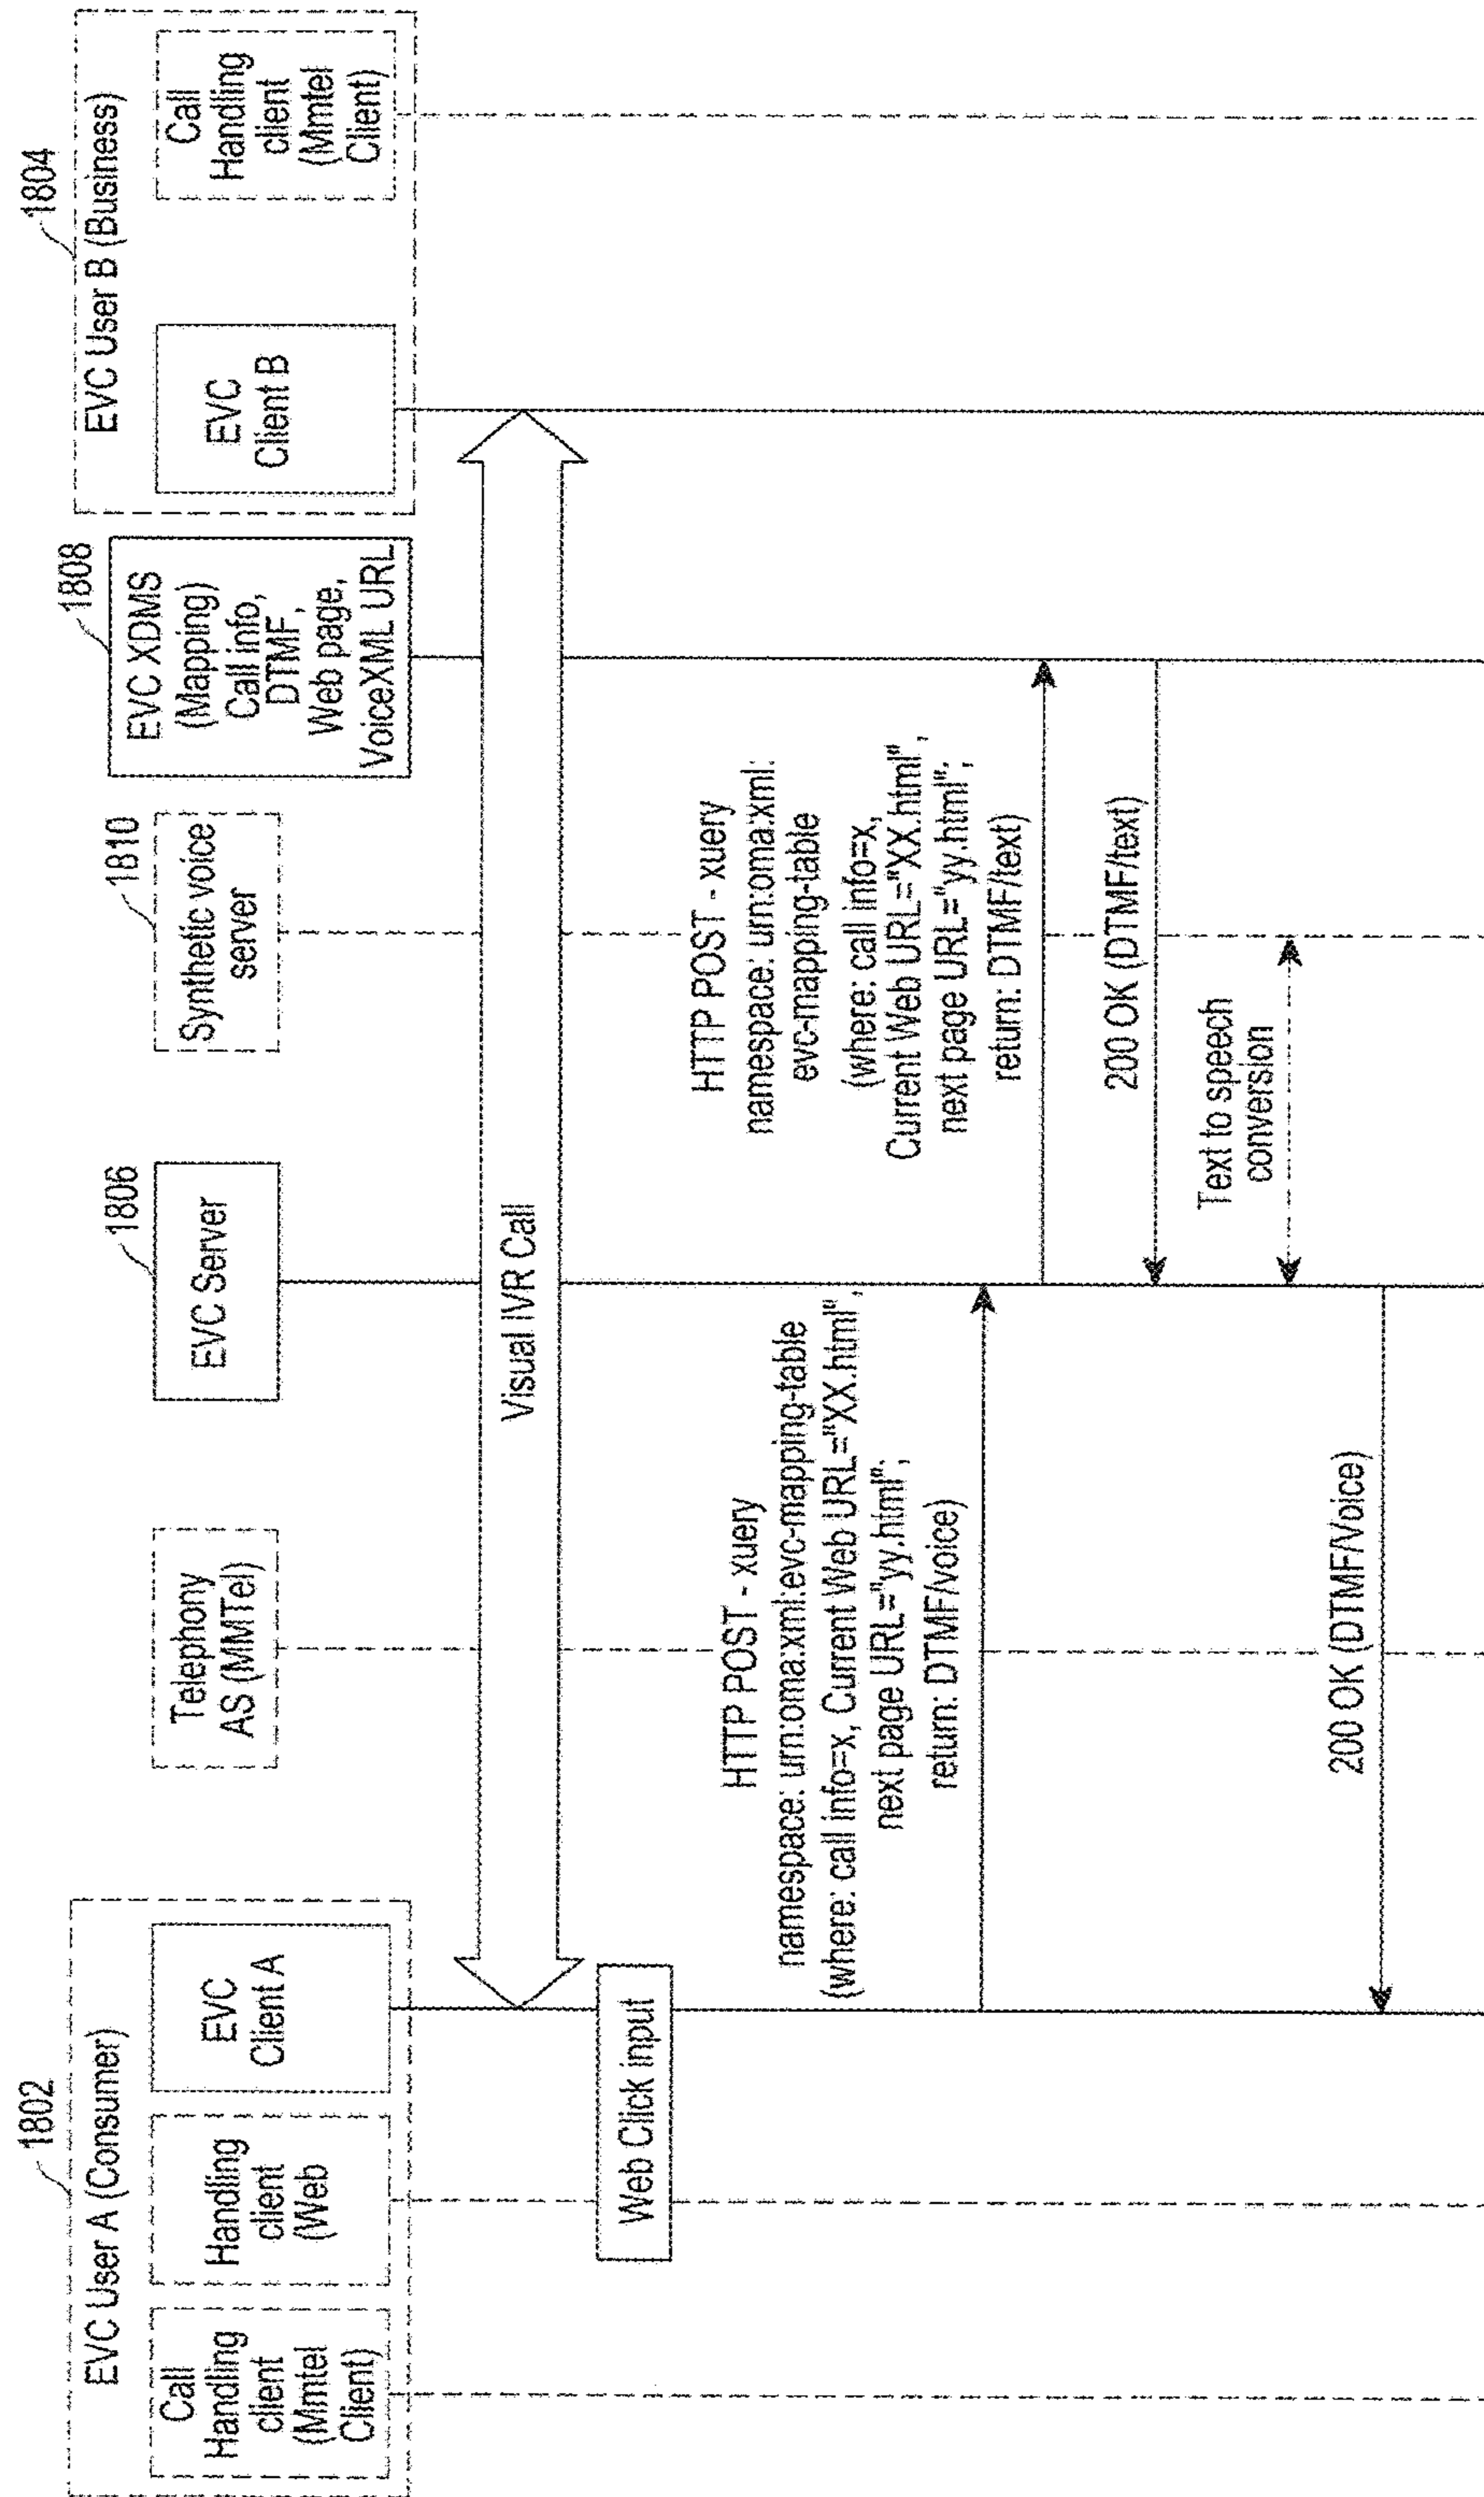 1802
EVC User A (Consumer)
Call
Handling
client
(Mmtel
Client)
Handling
client
(Web
EVC
Client A
Telephony
AS (MMTel)
1806
EVC Server
1810
Synthetic voice
server
1808
EVC XDMS
(Mapping)
Call info,
DTMF,
Web page,
VoiceXML URL
1804
EVC User B (Business)
EVC
Client B
Call
Handling
client
(Mmtel
Client)
Visual IVR Call
Web Click input
HTTP POST - xuery
namespace: urn:oma:xml:evc-mapping-table
(where: call info=x, Current Web URL="XX.html",
next page URL="yy.html";
return: DTMF/voice)
HTTP POST - xuery
namespace: urn:oma:xml:
evc-mapping-table
(where: call info=x,
Current Web URL="XX.html",
next page URL="yy.html";
return: DTMF/text)
200 OK (DTMF/text)
Text to speech
conversion
200 OK (DTMF/Voice)